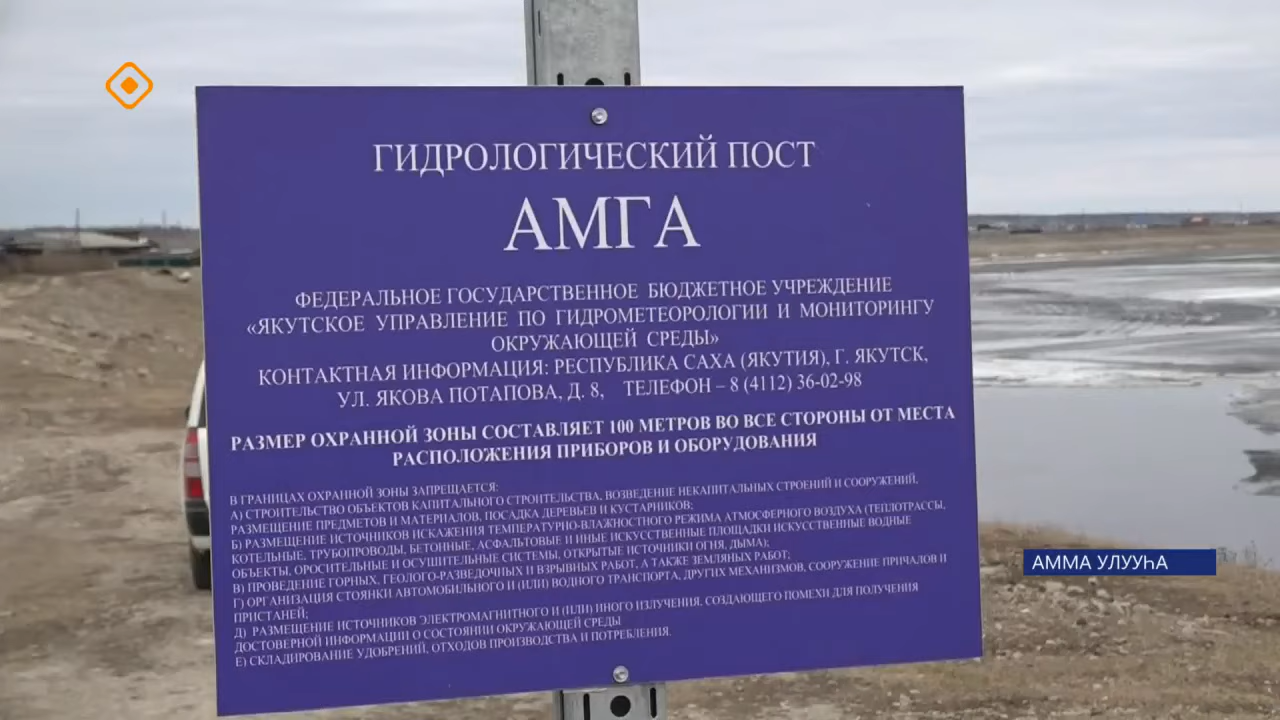 ГИДРОЛОГИЧЕСКИЙ ПОСТ
АМГА
ФЕДЕРАЛЬНОЕ ГОСУДАРСТВЕННОЕ БЮДЖЕТНОЕ УЧРЕЖДЕНИЕ
«ЯКУТСКОЕ УПРАВЛЕНИЕ ПО ГИДРОМЕТЕОРОЛОГИИ И МОНИТОРИНГУ
ОКРУЖАЮЩЕЙ СРЕДЫ»
КОНТАКТНАЯ ИНФОРМАЦИЯ: РЕСПУБЛИКА САХА (ЯКУТИЯ), Г. ЯКУТСК,
УЛ. ЯКОВА ПОТАПОВА, Д. 8, ТЕЛЕФОН – 8 (4112) 36-02-98
РАЗМЕР ОХРАННОЙ ЗОНЫ СОСТАВЛЯЕТ 100 МЕТРОВ ВО ВСЕ СТОРОНЫ ОТ МЕСТА
РАСПОЛОЖЕНИЯ ПРИБОРОВ И ОБОРУДОВАНИЯ
В ГРАНИЦАХ ОХРАННОЙ ЗОНЫ ЗАПРЕЩАЕТСЯ:
А) СТРОИТЕЛЬСТВО ОБЪЕКТОВ КАПИТАЛЬНОГО СТРОИТЕЛЬСТВА, ВОЗВЕДЕНИЕ НЕКАПИТАЛЬНЫХ СТРОЕНИЙ И СООРУЖЕНИЙ,
РАЗМЕЩЕНИЕ ПРЕДМЕТОВ И МАТЕРИАЛОВ, ПОСАДКА ДЕРЕВЬЕВ И КУСТАРНИКОВ;
Б) РАЗМЕЩЕНИЕ ИСТОЧНИКОВ ИСКАЖЕНИЯ ТЕМПЕРАТУРНО-ВЛАЖНОСТНОГО РЕЖИМА АТМОСФЕРНОГО ВОЗДУХА (ТЕПЛОТРАССЫ,
КОТЕЛЬНЫЕ, ТРУБОПРОВОДЫ, БЕТОННЫЕ, АСФАЛЬТОВЫЕ И ИНЫЕ ИСКУССТВЕННЫЕ ПЛОЩАДКИ ИСКУССТВЕННЫЕ ВОДНЫЕ
ОБЪЕКТЫ, ОРОСИТЕЛЬНЫЕ И ОСУШИТЕЛЬНЫЕ СИСТЕМЫ, ОТКРЫТЫЕ ИСТОЧНИКИ ОГНЯ, ДЫМА);
В) ПРОВЕДЕНИЕ ГОРНЫХ, ГЕОЛОГО-РАЗВЕДОЧНЫХ И ВЗРЫВНЫХ РАБОТ, А ТАКЖЕ ЗЕМЛЯНЫХ РАБОТ;
Г) ОРГАНИЗАЦИЯ СТОЯНКИ АВТОМОБИЛЬНОГО И (ИЛИ) ВОДНОГО ТРАНСПОРТА, ДРУГИХ МЕХАНИЗМОВ, СООРУЖЕНИЕ ПРИЧАЛОВ И
ПРИСТАНЕЙ;
Д) РАЗМЕЩЕНИЕ ИСТОЧНИКОВ ЭЛЕКТРОМАГНИТНОГО И (ИЛИ) ИНОГО ИЗЛУЧЕНИЯ, СОЗДАЮЩЕГО ПОМЕХИ ДЛЯ ПОЛУЧЕНИЯ
ДОСТОВЕРНОЙ ИНФОРМАЦИИ О СОСТОЯНИИ ОКРУЖАЮЩЕЙ СРЕДЫ
Е) СКЛАДИРОВАНИЕ УДОБРЕНИЙ, ОТХОДОВ ПРОИЗВОДСТВА И ПОТРЕБЛЕНИЯ.
АММА УЛУУҺА